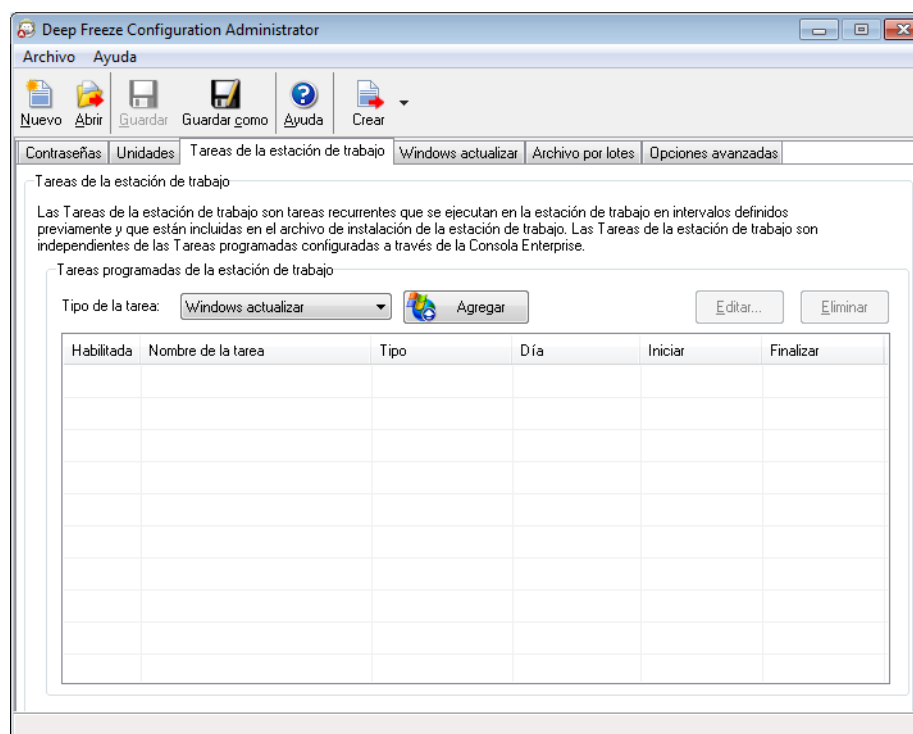 Deep Freeze Configuration Administrator
Archivo Ayuda
Nuevo Abrir Guardar Guardar como Ayuda Crear
Contraseñas Unidades Tareas de la estación de trabajo Windows actualizar Archivo por lotes Opciones avanzadas
Tareas de la estación de trabajo
Las Tareas de la estación de trabajo son tareas recurrentes que se ejecutan en la estación de trabajo en intervalos definidos
previamente y que están incluidas en el archivo de instalación de la estación de trabajo. Las Tareas de la estación de trabajo son
independientes de las Tareas programadas configuradas a través de la Consola Enterprise.
Tareas programadas de la estación de trabajo
Tipo de la tarea: Windows actualizar Agregar Editar... Eliminar
Habilitada Nombre de la tarea Tipo Día Iniciar Finalizar